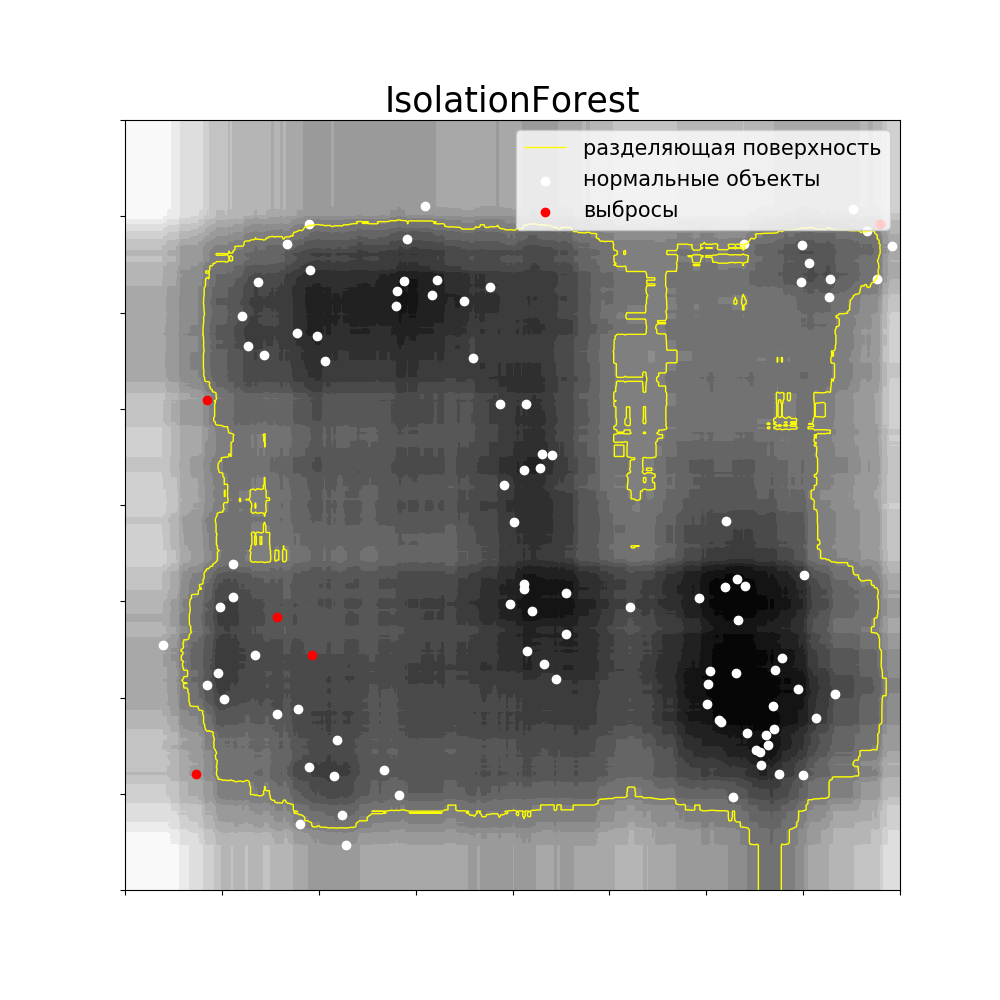 IsolationForest
разделяющая поверхность
нормальные объекты
выбросы